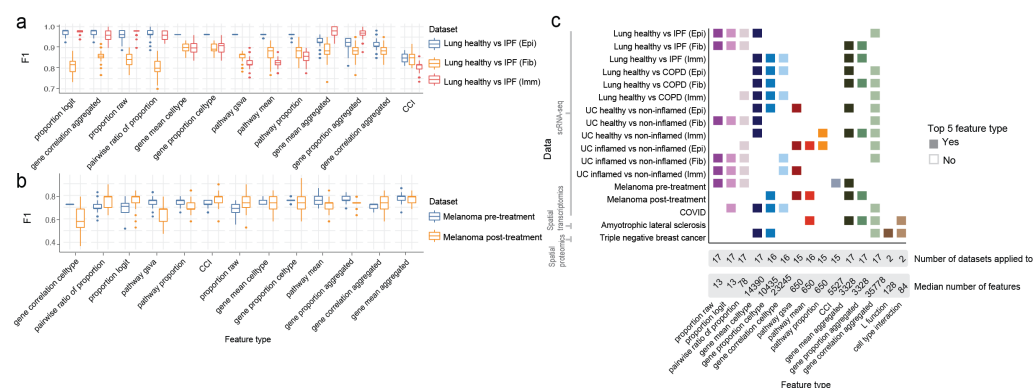 a
F1
1.0
0.9
0.8
0.7
proportion logit
gene correlation aggregated
proportion raw
pairwise ratio of proportion
gene mean celltype
gene proportion celltype
pathway gsva
pathway mean
pathway proportion
gene mean aggregated
gene proportion aggregated
gene correlation aggregated
CCI
Dataset
Lung healthy vs IPF (Epi)
Lung healthy vs IPF (Fib)
Lung healthy vs IPF (Imm)
b
F1
0.8
0.6
0.4
gene correlation celltype
pairwise ratio of proportion
proportion logit
pathway gsva
pathway proportion
CCI
proportion raw
gene mean celltype
gene proportion celltype
pathway mean
gene proportion aggregated
gene correlation aggregated
gene mean aggregated
Feature type
Dataset
Melanoma pre-treatment
Melanoma post-treatment
c
Data
scRNA-seq
Spatial transcriptomics
Spatial proteomics
Lung healthy vs IPF (Epi)
Lung healthy vs IPF (Fib)
Lung healthy vs IPF (Imm)
Lung healthy vs COPD (Epi)
Lung healthy vs COPD (Fib)
Lung healthy vs COPD (Imm)
UC healthy vs non-inflamed (Epi)
UC healthy vs non-inflamed (Fib)
UC healthy vs non-inflamed (Imm)
UC inflamed vs non-inflamed (Epi)
UC inflamed vs non-inflamed (Fib)
UC inflamed vs non-inflamed (Imm)
Melanoma pre-treatment
Melanoma post-treatment
COVID
Amyotrophic lateral sclerosis
Triple negative breast cancer
Top 5 feature type
Yes
No
17 17 17 17 16 16 15 16 15 15 17 17 17 2 2
Number of datasets applied to
13 13 78 14390 10435 23245 650 650 650 5527 3328 3328 35778 128 84
Median number of features
proportion raw
proportion logit
pairwise ratio of proportion
gene mean celltype
gene proportion celltype
gene correlation celltype
pathway gsva
pathway mean
pathway proportion
CCI
gene mean aggregated
gene proportion aggregated
gene correlation aggregated
L function
cell type interaction
Feature type